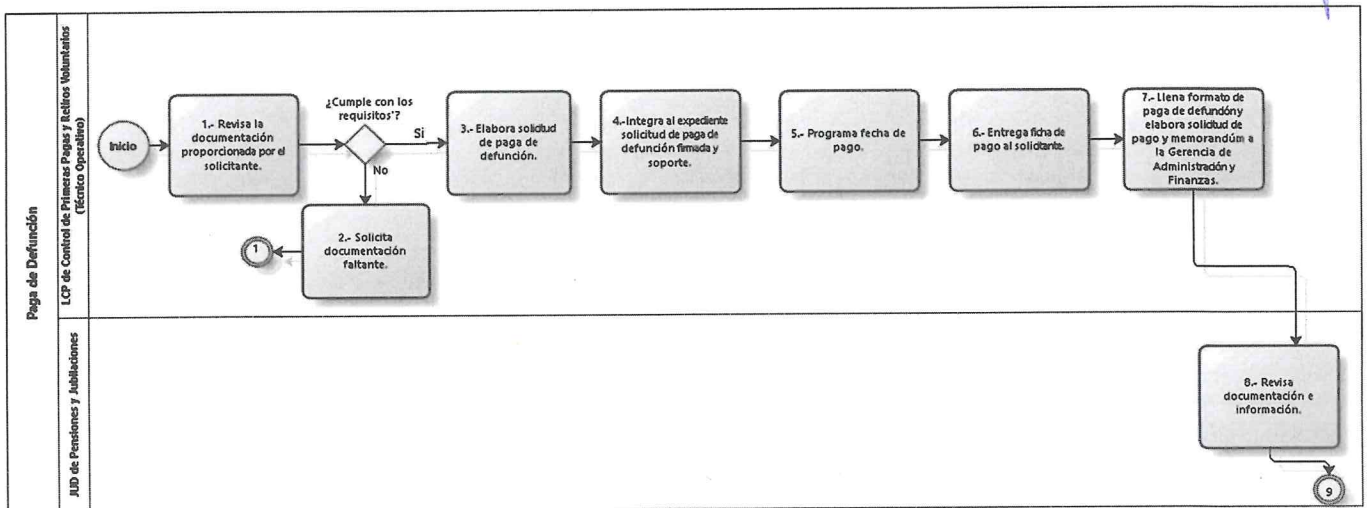 Paga de Defunción
LCP de Control de Primeras Pagas y Retiros Voluntarios
(Técnico Operativo)
Inicio
1.- Revisa la
documentación
proporcionada por el
solicitante.
¿Cumple con los
requisitos'?
Si
No
2.- Solicita
documentación
faltante.
1
3.- Elabora solicitud
de paga de
defunción.
4.-Integra al expediente
solicitud de paga de
defunción firmada y
soporte.
5.- Programa fecha de
pago.
6.- Entrega ficha de
pago al solicitante.
7.- Llena formato de
paga de defundóny
elabora solicitud de
pago y memorandúm a
la Gerencia de
Administración y
Finanzas.
JUD de Pensiones y Jubilaciones
8.- Revisa
documentación e
información.
9